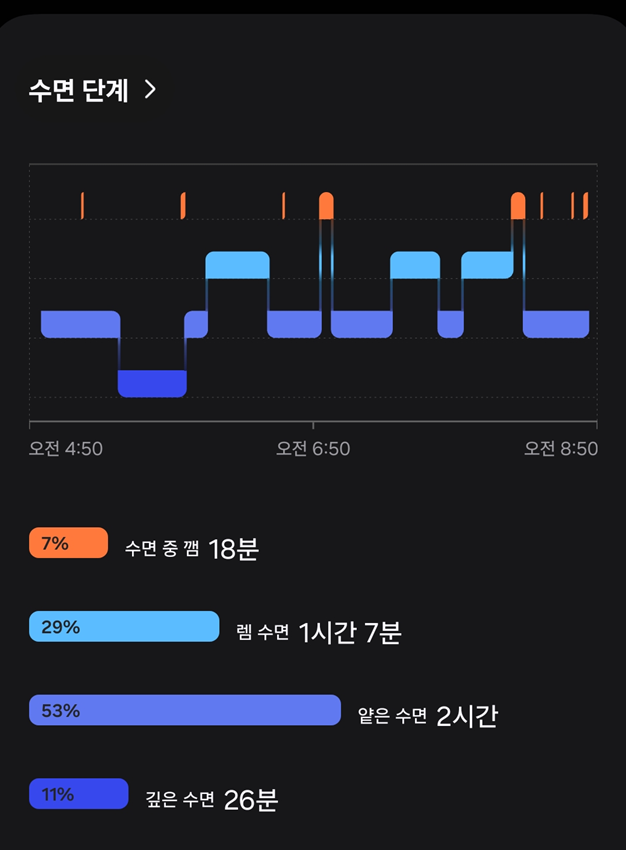 수면 단계
오전 4:50 오전 6:50 오전 8:50
7% 수면 중 깸 18분
29% 렘 수면 1시간 7분
53% 얕은 수면 2시간
11% 깊은 수면 26분